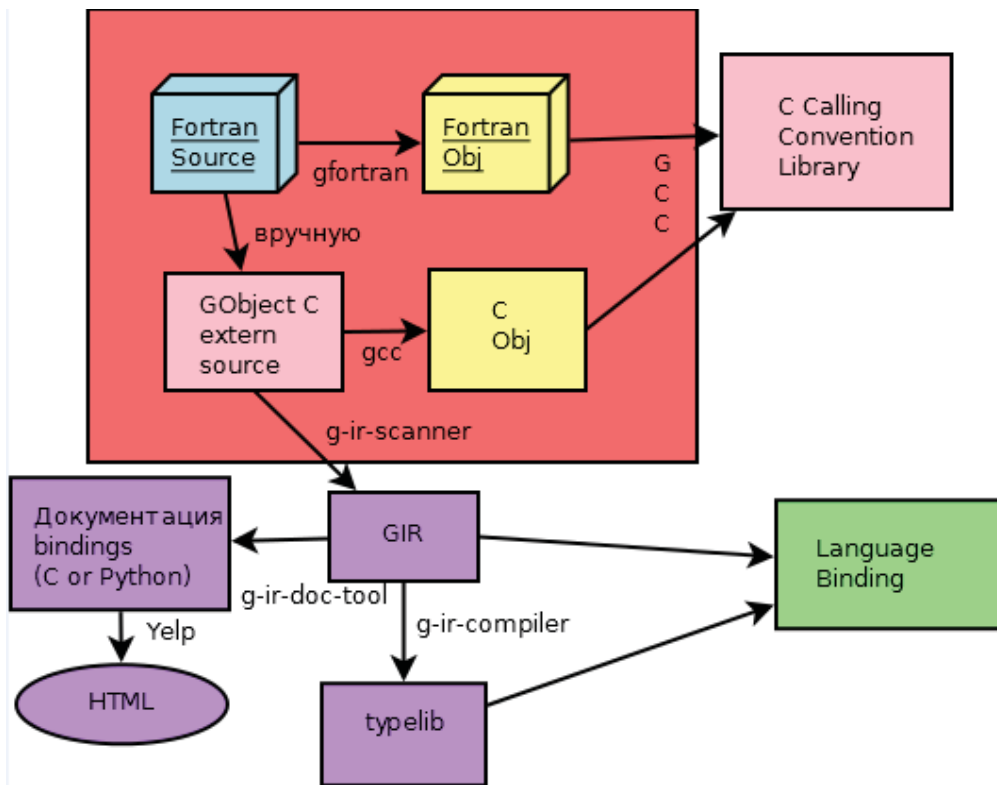 Fortran
Source
gfortran
Fortran
Obj
G
C
C
C Calling
Convention
Library
вручную
GObject C
extern
source
gcc
C
Obj
g-ir-scanner
Документация
bindings
(C or Python)
GIR
Language
Binding
g-ir-doc-tool
Yelp
g-ir-compiler
HTML
typelib